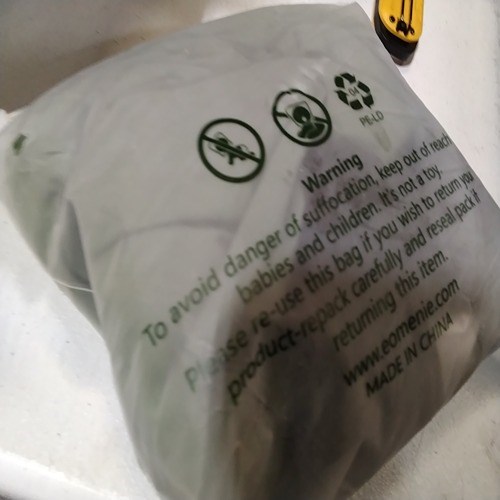 04
PE-LD
Warning
To avoid danger of suffocation, keep out of reach
babies and children. It's not a toy.
Please re-use this bag if you wish to return you
product-repack carefully and reseal pack if
returning this item.
www.eomenie.com
MADE IN CHINA